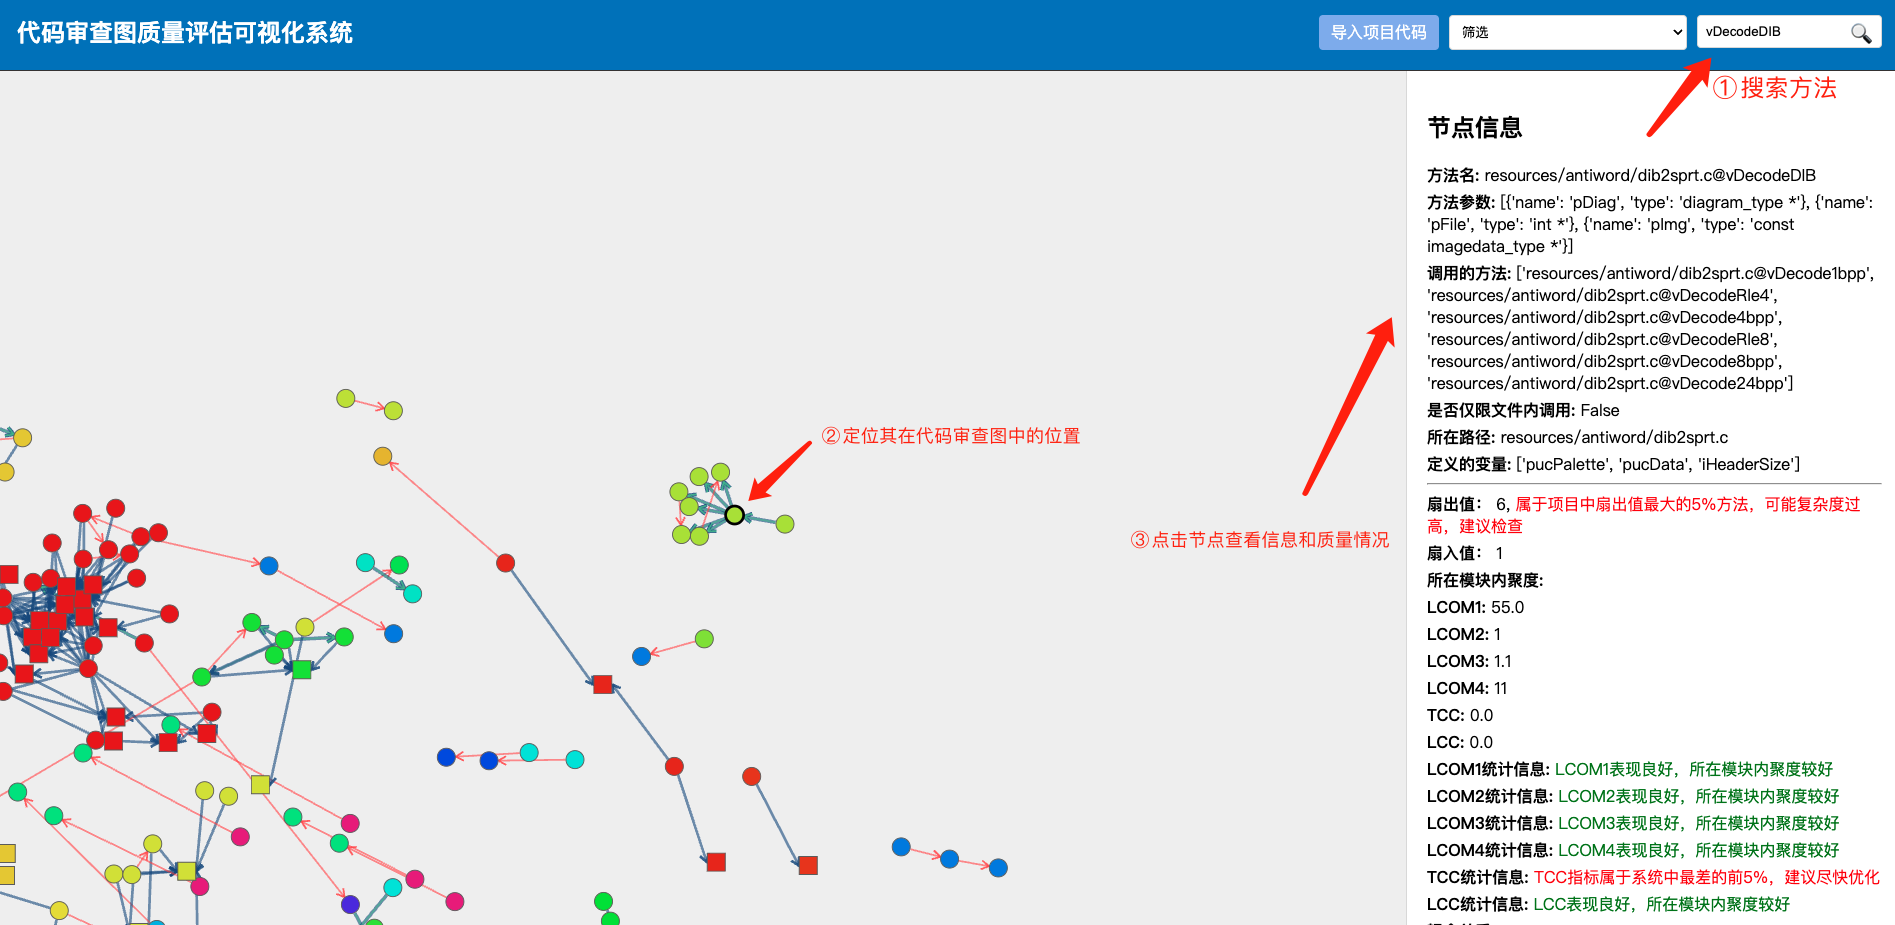 代码审查图质量评估可视化系统
导入项目代码
筛选
vDecodeDIB
①搜索方法
节点信息
方法名: resources/antiword/dib2sprt.c@vDecodeDIB
方法参数: [{'name': 'pDiag', 'type': 'diagram_type *'}, {'name':
'pFile', 'type': 'int *'}, {'name': 'pImg', 'type': 'const
imagedata_type *'}]
调用的方法: ['resources/antiword/dib2sprt.c@vDecode1bpp',
'resources/antiword/dib2sprt.c@vDecodeRle4',
'resources/antiword/dib2sprt.c@vDecode4bpp',
'resources/antiword/dib2sprt.c@vDecodeRle8',
'resources/antiword/dib2sprt.c@vDecode8bpp',
'resources/antiword/dib2sprt.c@vDecode24bpp']
是否仅限文件内调用: False
所在路径: resources/antiword/dib2sprt.c
定义的变量: ['pucPalette', 'pucData', 'iHeaderSize']
②定位其在代码审查图中的位置
③点击节点查看信息和质量情况
扇出值： 6, 属于项目中扇出值最大的5%方法，可能复杂度过
高，建议检查
扇入值： 1
所在模块内聚度:
LCOM1: 55.0
LCOM2: 1
LCOM3: 1.1
LCOM4: 11
TCC: 0.0
LCC: 0.0
LCOM1统计信息: LCOM1表现良好，所在模块内聚度较好
LCOM2统计信息: LCOM2表现良好，所在模块内聚度较好
LCOM3统计信息: LCOM3表现良好，所在模块内聚度较好
LCOM4统计信息: LCOM4表现良好，所在模块内聚度较好
TCC统计信息: TCC指标属于系统中最差的前5%，建议尽快优化
LCC统计信息: LCC表现良好，所在模块内聚度较好